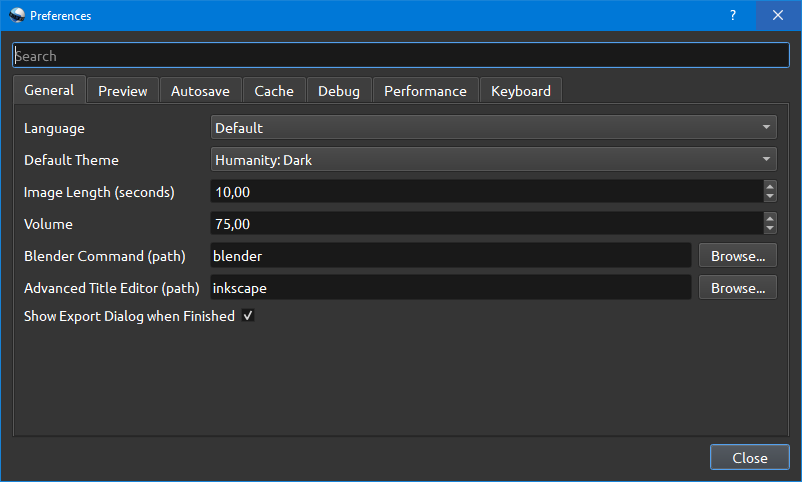 Preferences
?
Search
General Preview Autosave Cache Debug Performance Keyboard
Language Default
Default Theme Humanity: Dark
Image Length (seconds) 10,00
Volume 75,00
Blender Command (path) blender Browse...
Advanced Title Editor (path) inkscape Browse...
Show Export Dialog when Finished
Close